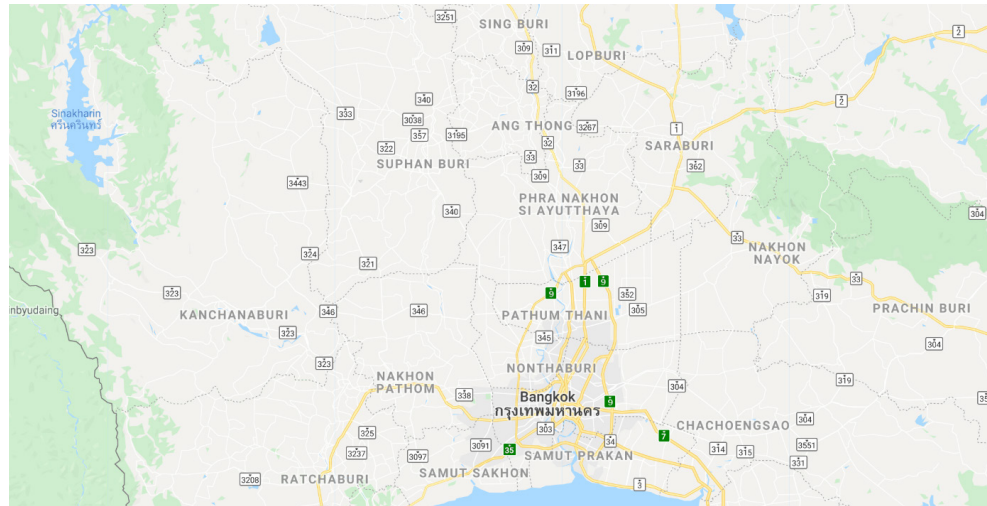 3251
SING BURI
2
309
311
LOPBURI
32
3196
2
Sinakharin
ศรีนครินทร์
340
333
3038
357
3195
ANG THONG
3267
1
322
32
SARABURI
SUPHAN BURI
33
33
362
309
3443
PHRA NAKHON
SI AYUTTHAYA
340
304
309
33
323
347
NAKHON
NAYOK
324
321
33
9
1
9
323
352
319
nbyudaing
KANCHANABURI
346
346
305
PRACHIN BURI
PATHUM THANI
323
345
304
323
NONTHABURI
NAKHON
PATHOM
304
319
338
Bangkok
กรุงเทพมหานคร
9
35
304
325
303
CHACHOENGSAO
7
3237
3097
3091
35
34
314
315
3551
331
SAMUT PRAKAN
SAMUT SAKHON
3208
RATCHABURI
3